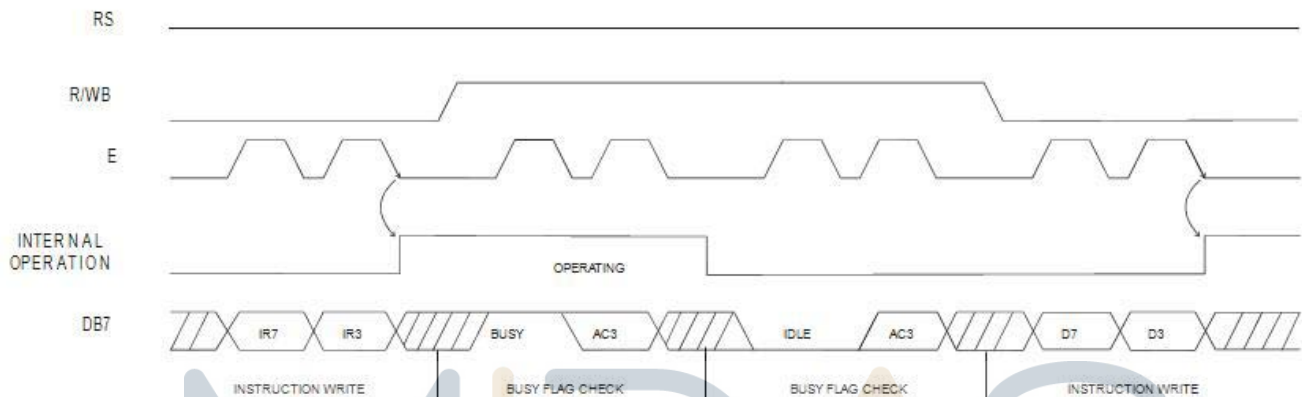 RS
R/WB
E
INTERNAL
OPERATION
OPERATING
DB7
IR7 IR3 BUSY AC3 IDLE AC3 D7 D3
INSTRUCTION WRITE BUSY FLAG CHECK BUSY FLAG CHECK INSTRUCTION WRITE